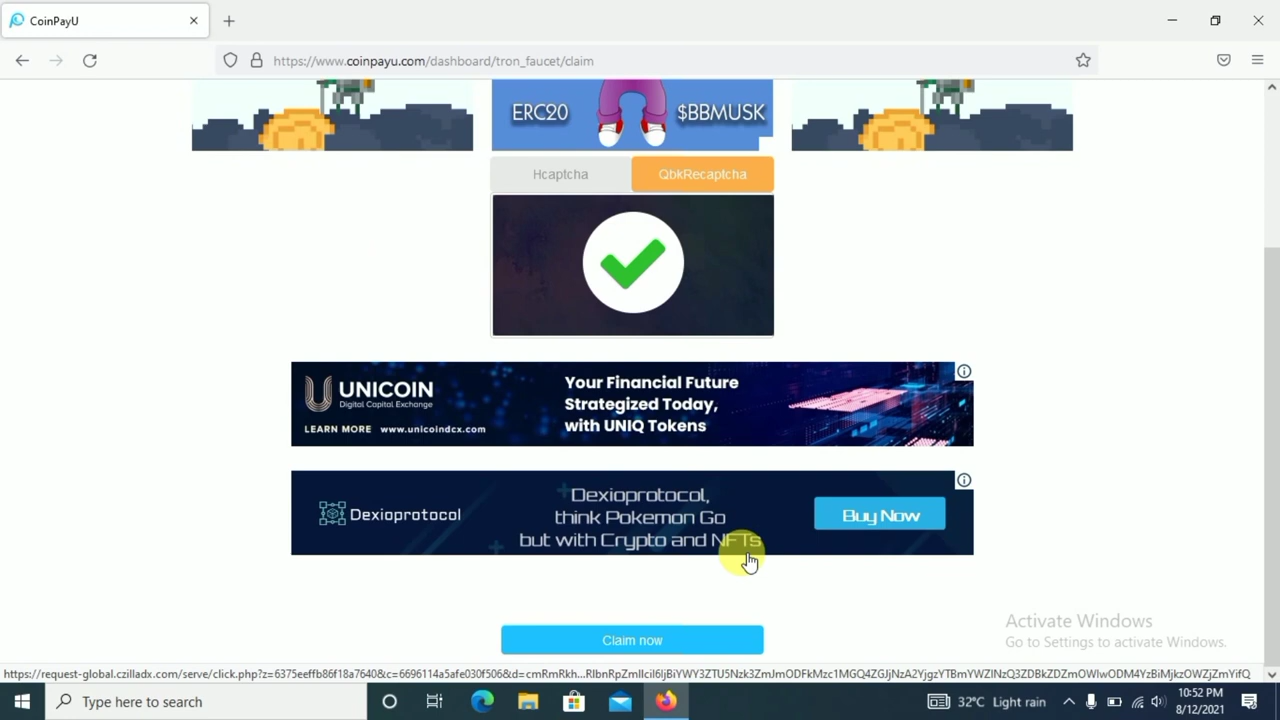 CoinPayU
https://www.coinpayu.com/dashboard/tron_faucet/claim
ERC20 $BBMUSK
Hcaptcha QbkRecaptcha
UNICOIN
Digital Capital Exchange
LEARN MORE www.unicoindcx.com
Your Financial Future
Strategized Today,
with UNIQ Tokens
Dexioprotocol
Dexioprotocol,
think Pokemon Go
but with Crypto and NFTs
Buy Now
Claim now
Activate Windows
Go to Settings to activate Windows.
Type here to search
32°C Light rain
10:52 PM
8/12/2021